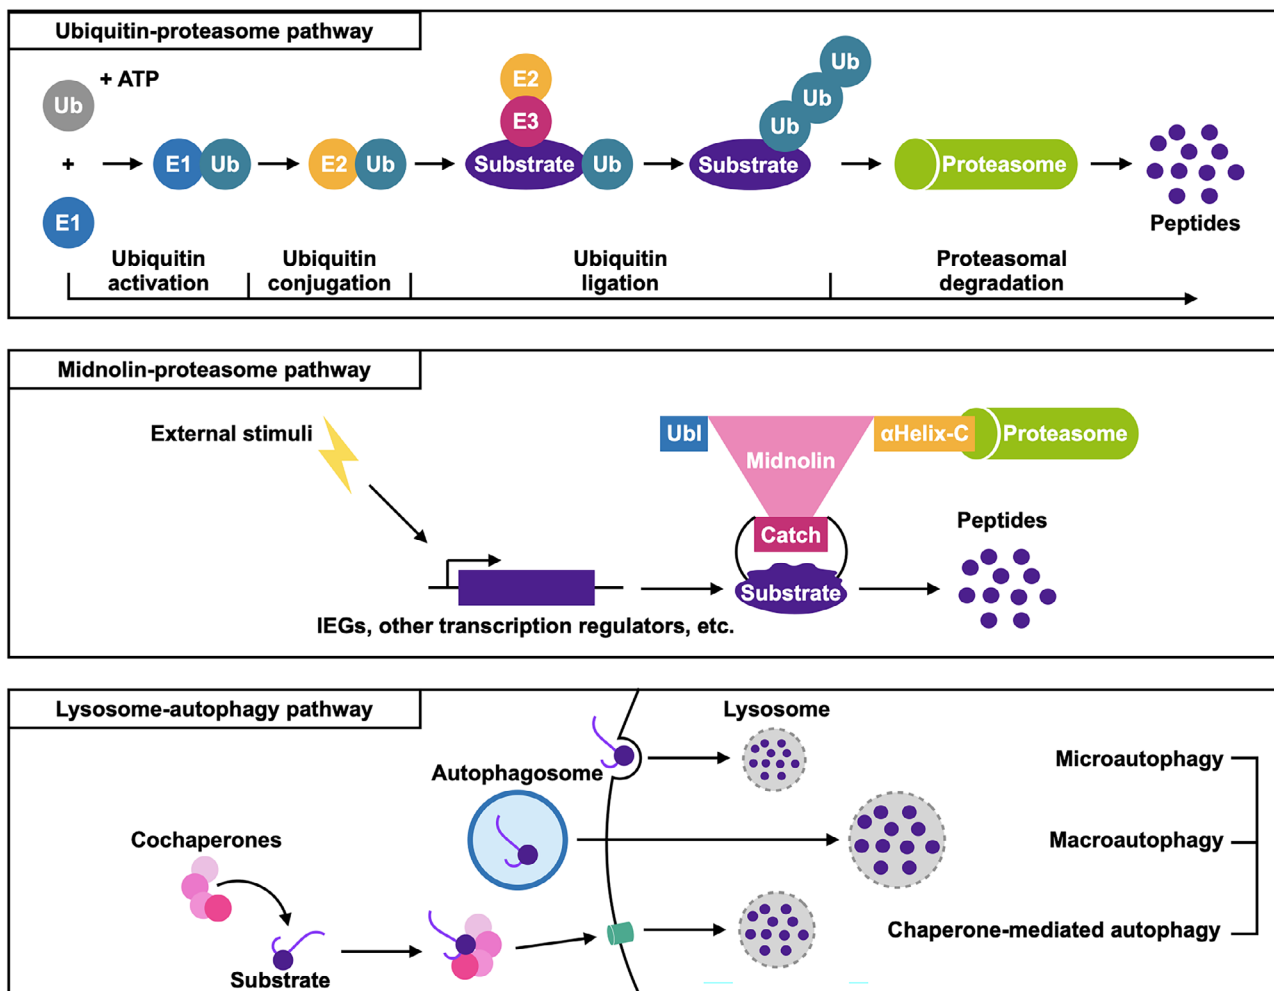 Ubiquitin-proteasome pathway
Ub
+ ATP
+
E1
E1 Ub
E2 Ub
E2
E3
Substrate Ub
Ub
Ub
Ub
Substrate
Proteasome
Peptides
Ubiquitin
activation
Ubiquitin
conjugation
Ubiquitin
ligation
Proteasomal
degradation
Midnolin-proteasome pathway
External stimuli
Ubl
Midnolin
αHelix-C
Proteasome
Catch
Substrate
Peptides
IEGs, other transcription regulators, etc.
Lysosome-autophagy pathway
Lysosome
Autophagosome
Microautophagy
Cochaperones
Macroautophagy
Chaperone-mediated autophagy
Substrate